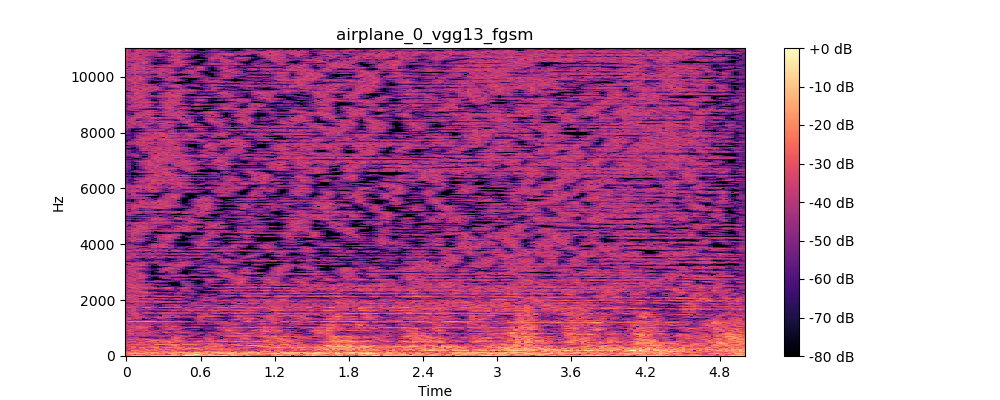 airplane_0_vgg13_fgsm
Hz
10000
8000
6000
4000
2000
0
0 0.6 1.2 1.8 2.4 3 3.6 4.2 4.8
Time
+0 dB
-10 dB
-20 dB
-30 dB
-40 dB
-50 dB
-60 dB
-70 dB
-80 dB